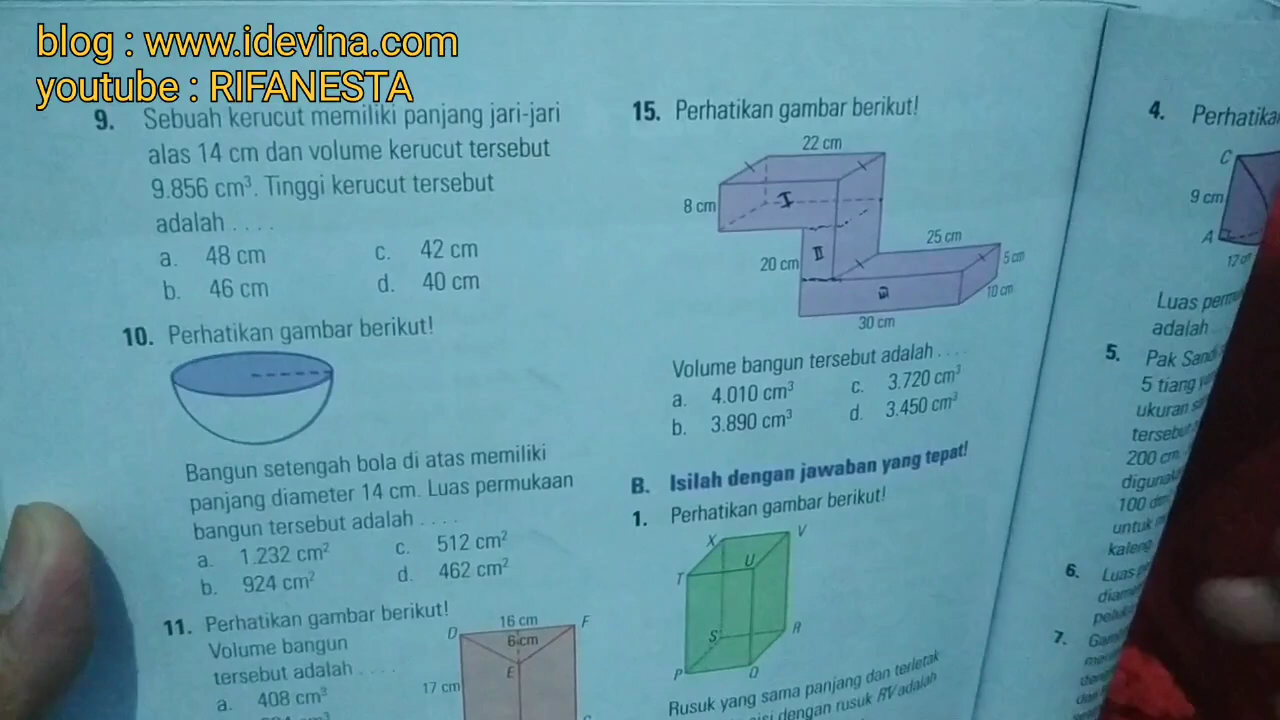 blog : www.idevina.com
youtube : RIFANESTA
9. Sebuah kerucut memiliki panjang jari-jari
alas 14 cm dan volume kerucut tersebut
9.856 cm³. Tinggi kerucut tersebut
adalah . . . .
a. 48 cm
c. 42 cm
b. 46 cm
d. 40 cm
10. Perhatikan gambar berikut!
Bangun setengah bola di atas memiliki
panjang diameter 14 cm. Luas permukaan
bangun tersebut adalah . . . .
a. 1.232 cm²
c. 512 cm²
b. 924 cm²
d. 462 cm²
11. Perhatikan gambar berikut!
Volume bangun
tersebut adalah . . . .
a. 408 cm³
16 cm
D
F
6 cm
E
17 cm
15. Perhatikan gambar berikut!
22 cm
I
8 cm
II
20 cm
25 cm
5 cm
10 cm
30 cm
Volume bangun tersebut adalah . . . .
a. 4.010 cm³
c. 3.720 cm³
b. 3.890 cm³
d. 3.450 cm³
B. Isilah dengan jawaban yang tepat!
1. Perhatikan gambar berikut!
X
V
T
U
S
R
P
Q
Rusuk yang sama panjang dan terletak
dengan rusuk RV adalah
4.
C
9 cm
A
Luas
adalah
5. Pak
5 tiang
200 cm
100
untuk
6. Luas
7.